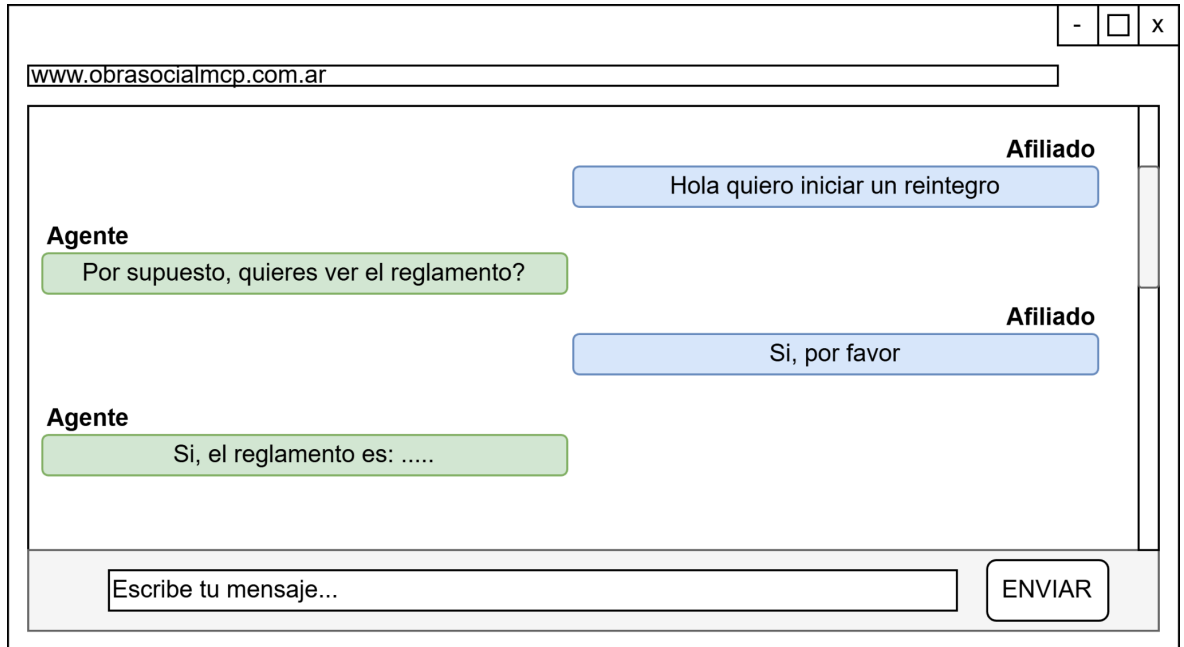 - x
www.obrasocialmcp.com.ar
Afiliado
Hola quiero iniciar un reintegro
Agente
Por supuesto, quieres ver el reglamento?
Afiliado
Si, por favor
Agente
Si, el reglamento es: .....
Escribe tu mensaje... ENVIAR